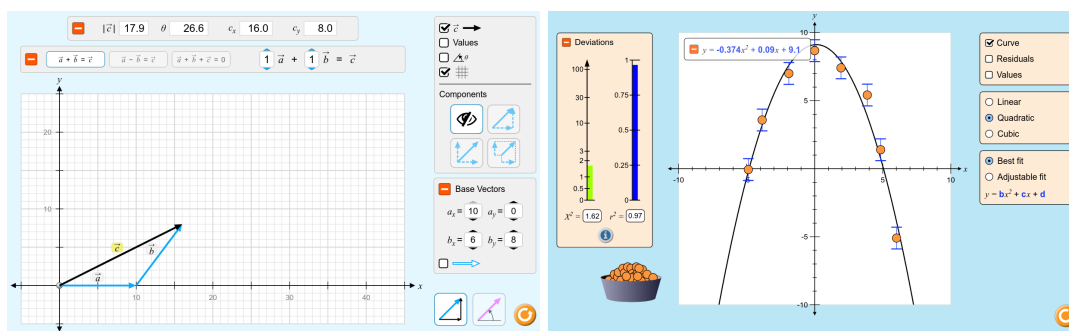 |c⃗| 17.9 θ 26.6 cₓ 16.0 c_y 8.0
a⃗ + b⃗ = c⃗ a⃗ − b⃗ = c⃗ a⃗ + b⃗ + c⃗ = 0 1 a⃗ + 1 b⃗ = c⃗
y
20
10
c⃗
b⃗
a⃗
10 20 30 40 x
c⃗
Values
θ
Components
Base Vectors
aₓ = 10 a_y = 0
bₓ = 6 b_y = 8
Deviations
100
30
10
3
2
1
0.5
0
1
0.75
0.5
0.25
0
X² = 1.62 r² = 0.97
i
y = -0.374x² + 0.09x + 9.1
y
10
5
-10 -5 5 10 x
-5
-10
Curve
Residuals
Values
Linear
Quadratic
Cubic
Best fit
Adjustable fit
y = bx² + cx + d